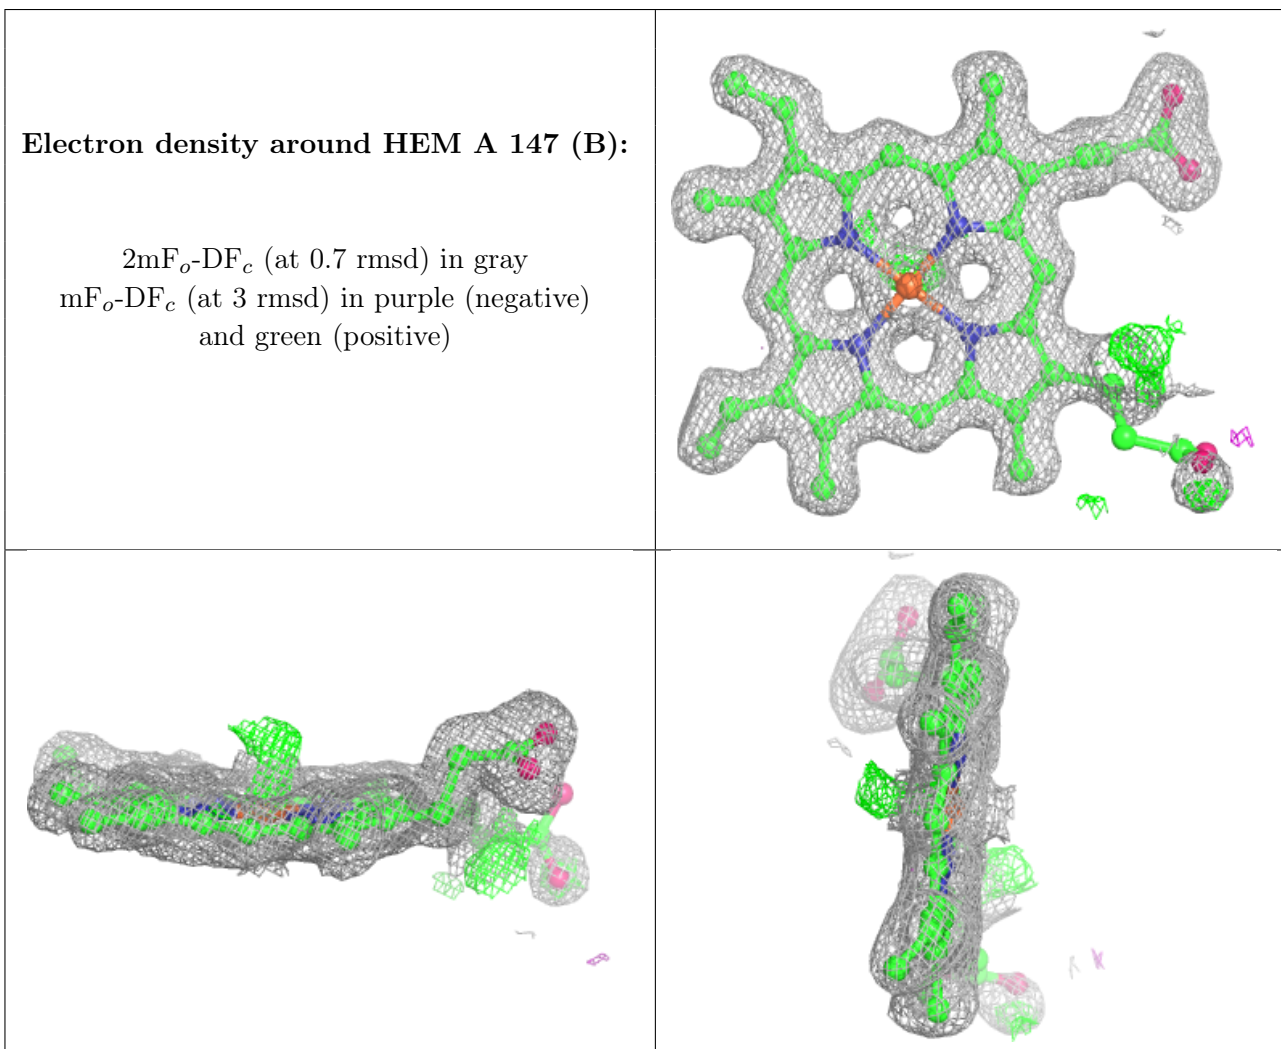 Electron density around HEM A 147 (B):
2mFₒ-DF𝒸 (at 0.7 rmsd) in gray
mFₒ-DF𝒸 (at 3 rmsd) in purple (negative)
and green (positive)